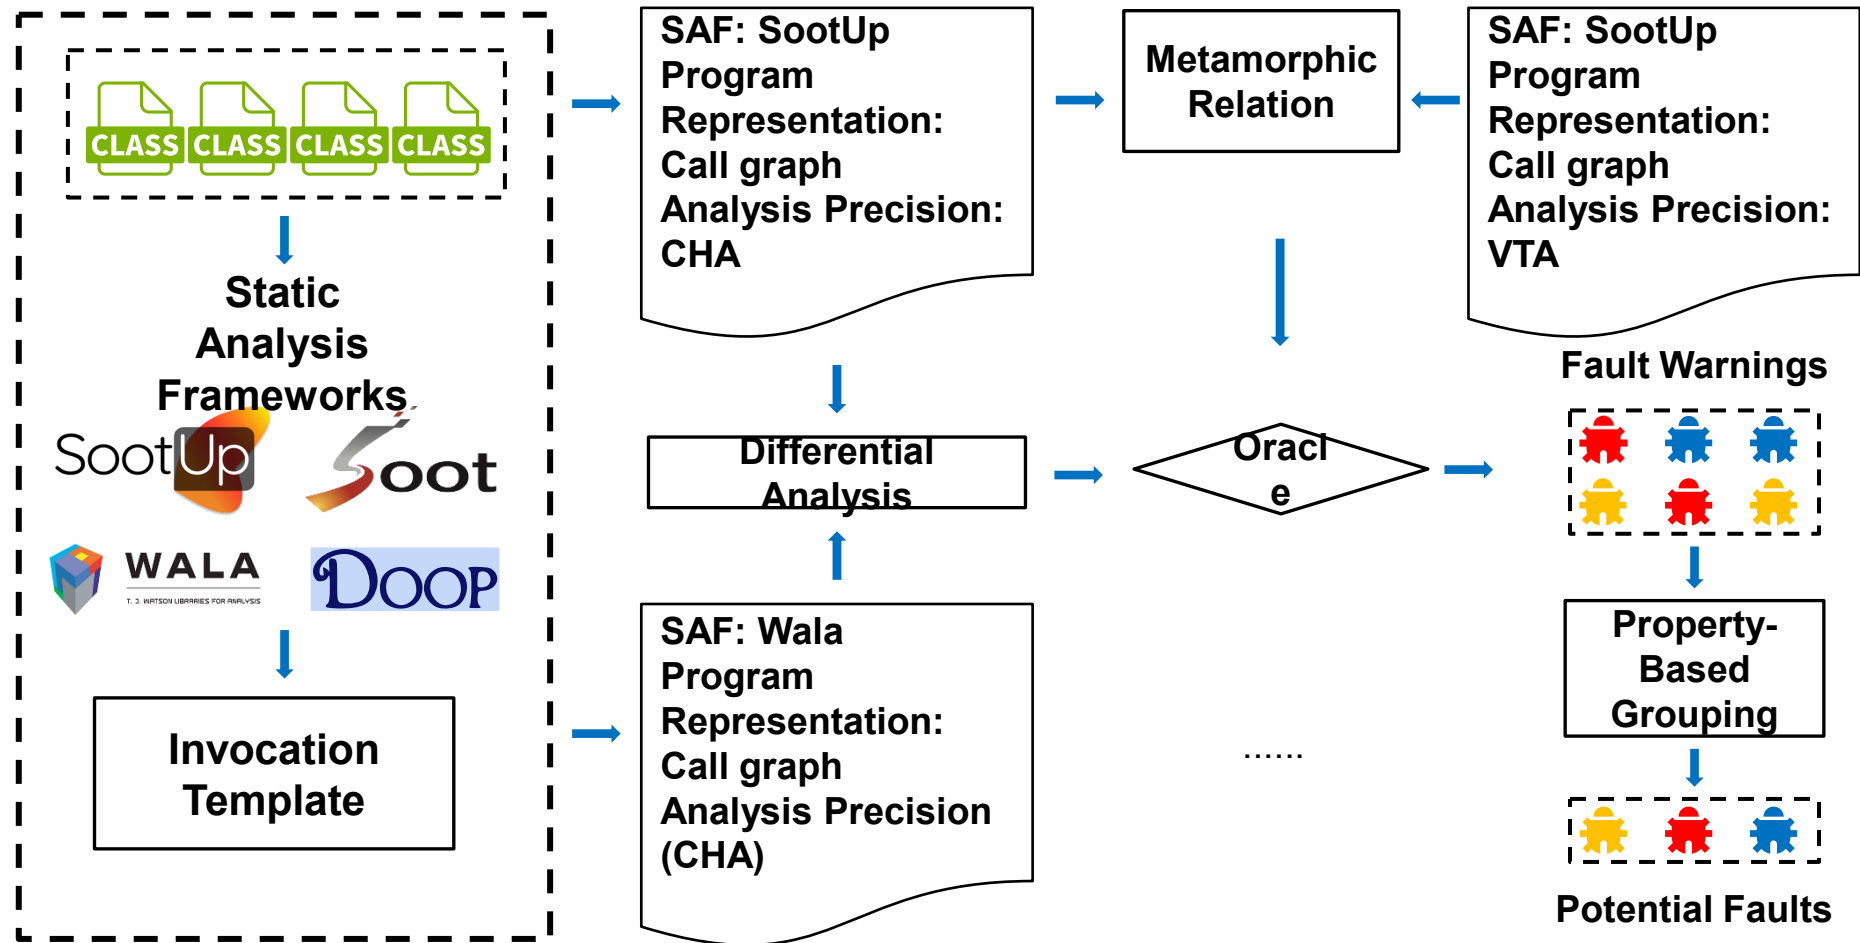 CLASS CLASS CLASS CLASS
Static
Analysis
Frameworks
SootUp
Soot
WALA
T. J. WATSON LIBRARIES FOR ANALYSIS
DOOP
Invocation
Template
SAF: SootUp
Program
Representation:
Call graph
Analysis Precision:
CHA
Differential
Analysis
SAF: Wala
Program
Representation:
Call graph
Analysis Precision
(CHA)
Metamorphic
Relation
Oracl
e
......
SAF: SootUp
Program
Representation:
Call graph
Analysis Precision:
VTA
Fault Warnings
Property-
Based
Grouping
Potential Faults